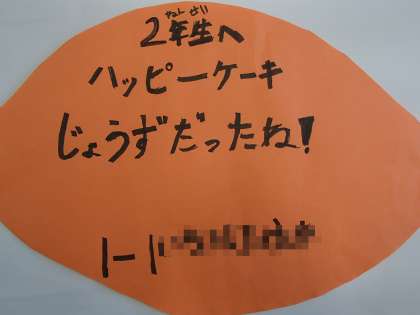 ねん せい
2年生へ
ハッピーケーキ
じょうずだったね!
1-1